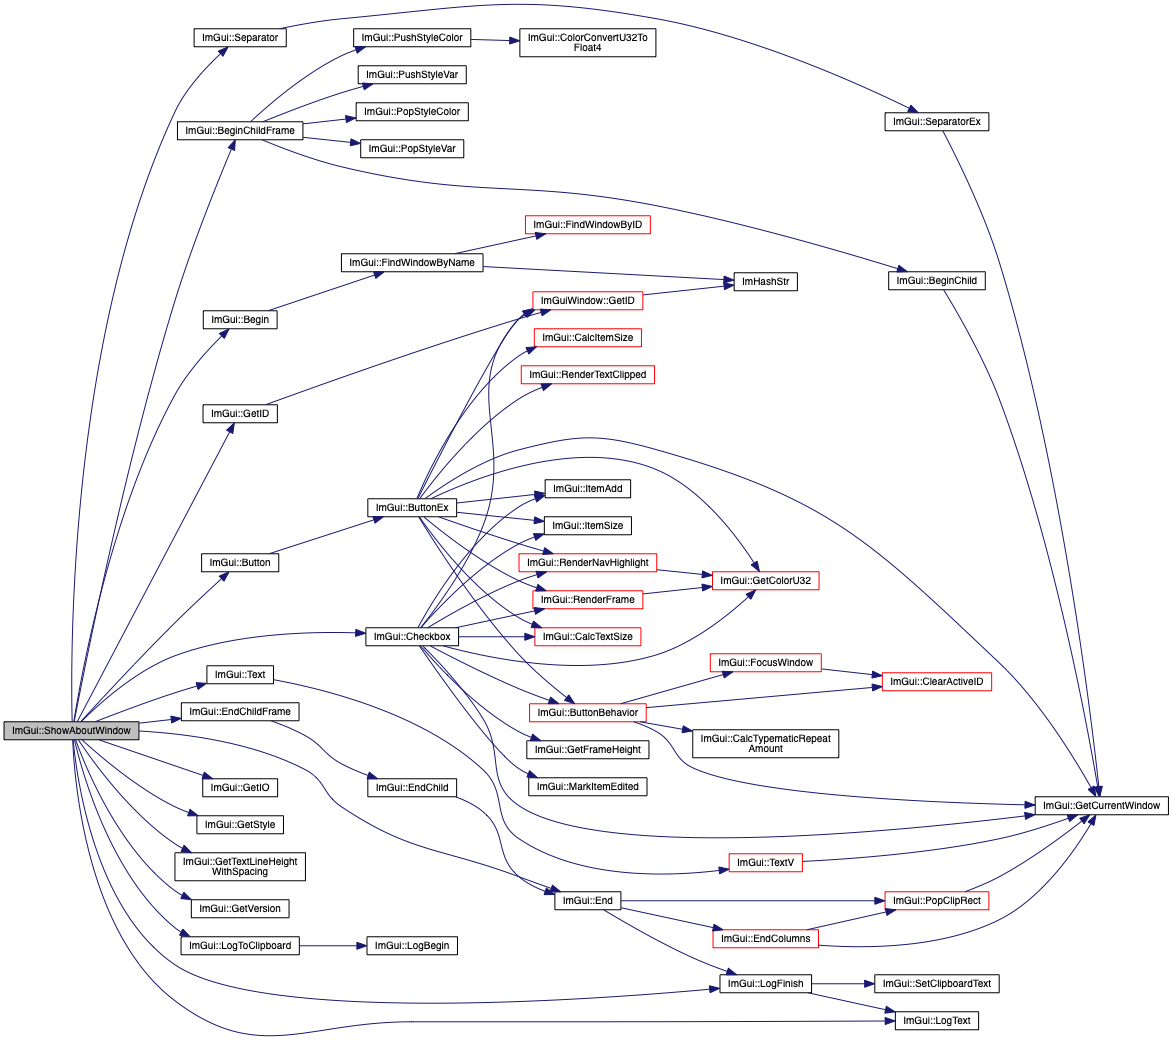 ImGui::Separator
ImGui::PushStyleColor
ImGui::ColorConvertU32To
Float4
ImGui::PushStyleVar
ImGui::PopStyleColor
ImGui::SeparatorEx
ImGui::BeginChildFrame
ImGui::PopStyleVar
ImGui::FindWindowByID
ImGui::FindWindowByName
ImHashStr
ImGui::BeginChild
ImGuiWindow::GetID
ImGui::Begin
ImGui::CalcItemSize
ImGui::RenderTextClipped
ImGui::GetID
ImGui::ItemAdd
ImGui::ButtonEx
ImGui::ItemSize
ImGui::Button
ImGui::RenderNavHighlight
ImGui::GetColorU32
ImGui::RenderFrame
ImGui::Checkbox
ImGui::CalcTextSize
ImGui::FocusWindow
ImGui::Text
ImGui::ClearActiveID
ImGui::EndChildFrame
ImGui::ButtonBehavior
ImGui::ShowAboutWindow
ImGui::CalcTypematicRepeat
Amount
ImGui::GetFrameHeight
ImGui::GetIO
ImGui::EndChild
ImGui::MarkItemEdited
ImGui::GetCurrentWindow
ImGui::GetStyle
ImGui::GetTextLineHeight
WithSpacing
ImGui::TextV
ImGui::End
ImGui::PopClipRect
ImGui::GetVersion
ImGui::EndColumns
ImGui::LogToClipboard
ImGui::LogBegin
ImGui::LogFinish
ImGui::SetClipboardText
ImGui::LogText